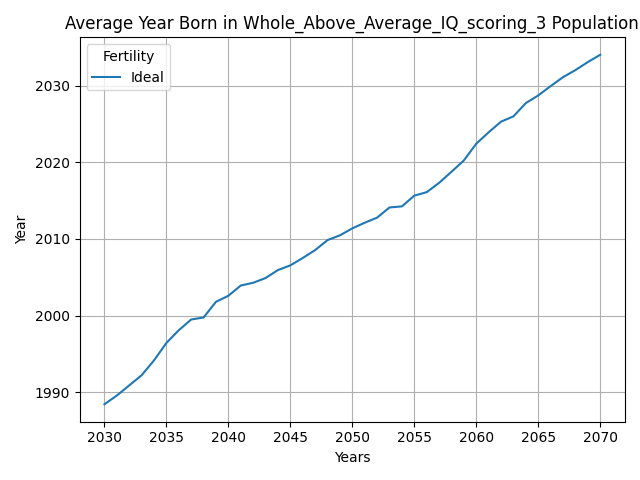 Average Year Born in Whole_Above_Average_IQ_scoring_3 Population
Fertility
Ideal
Year
2030
2020
2010
2000
1990
2030 2035 2040 2045 2050 2055 2060 2065 2070
Years